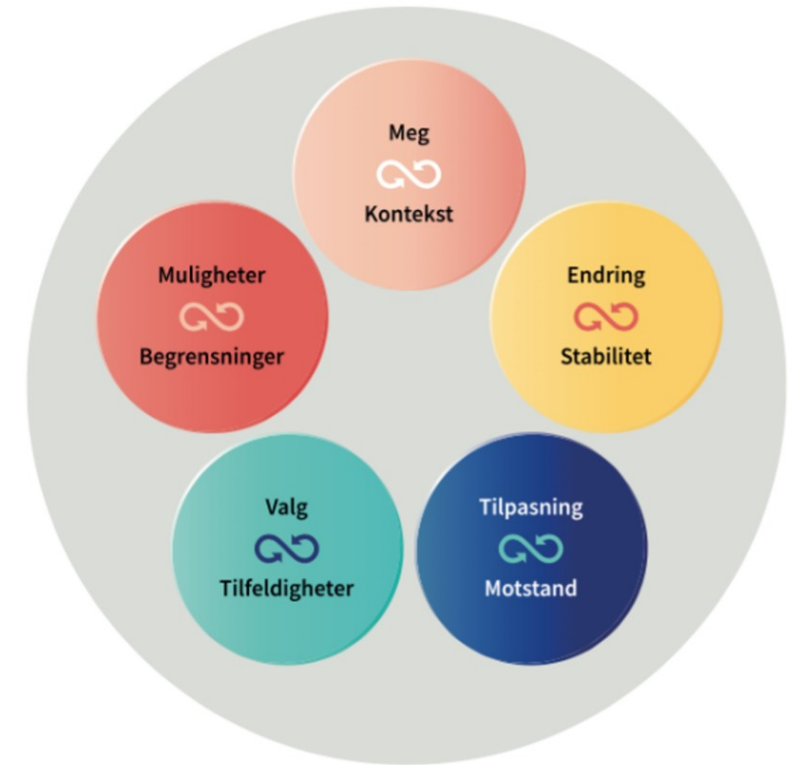 Meg
Kontekst
Muligheter
Begrensninger
Endring
Stabilitet
Valg
Tilfeldigheter
Tilpasning
Motstand